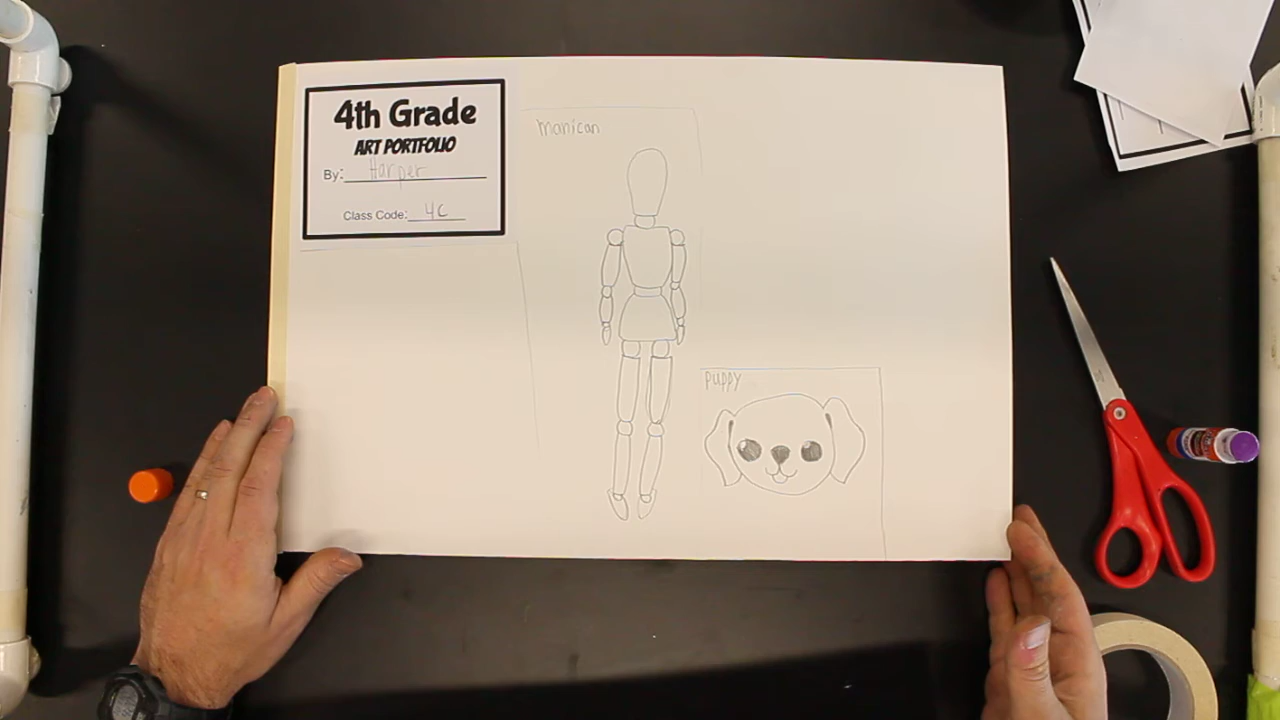 4th Grade
ART PORTFOLIO
By: Harper
Class Code: 4C
manican
puppy